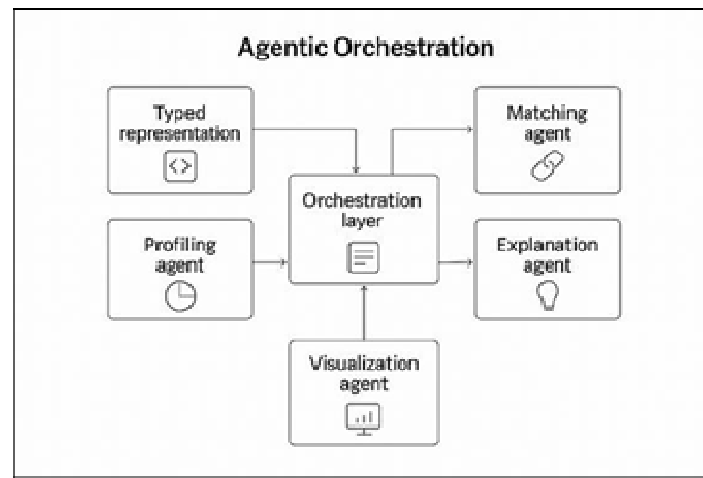 Agentic Orchestration
Typed
representation
Matching
agent
Orchestration
layer
Profiling
agent
Explanation
agent
Visualization
agent